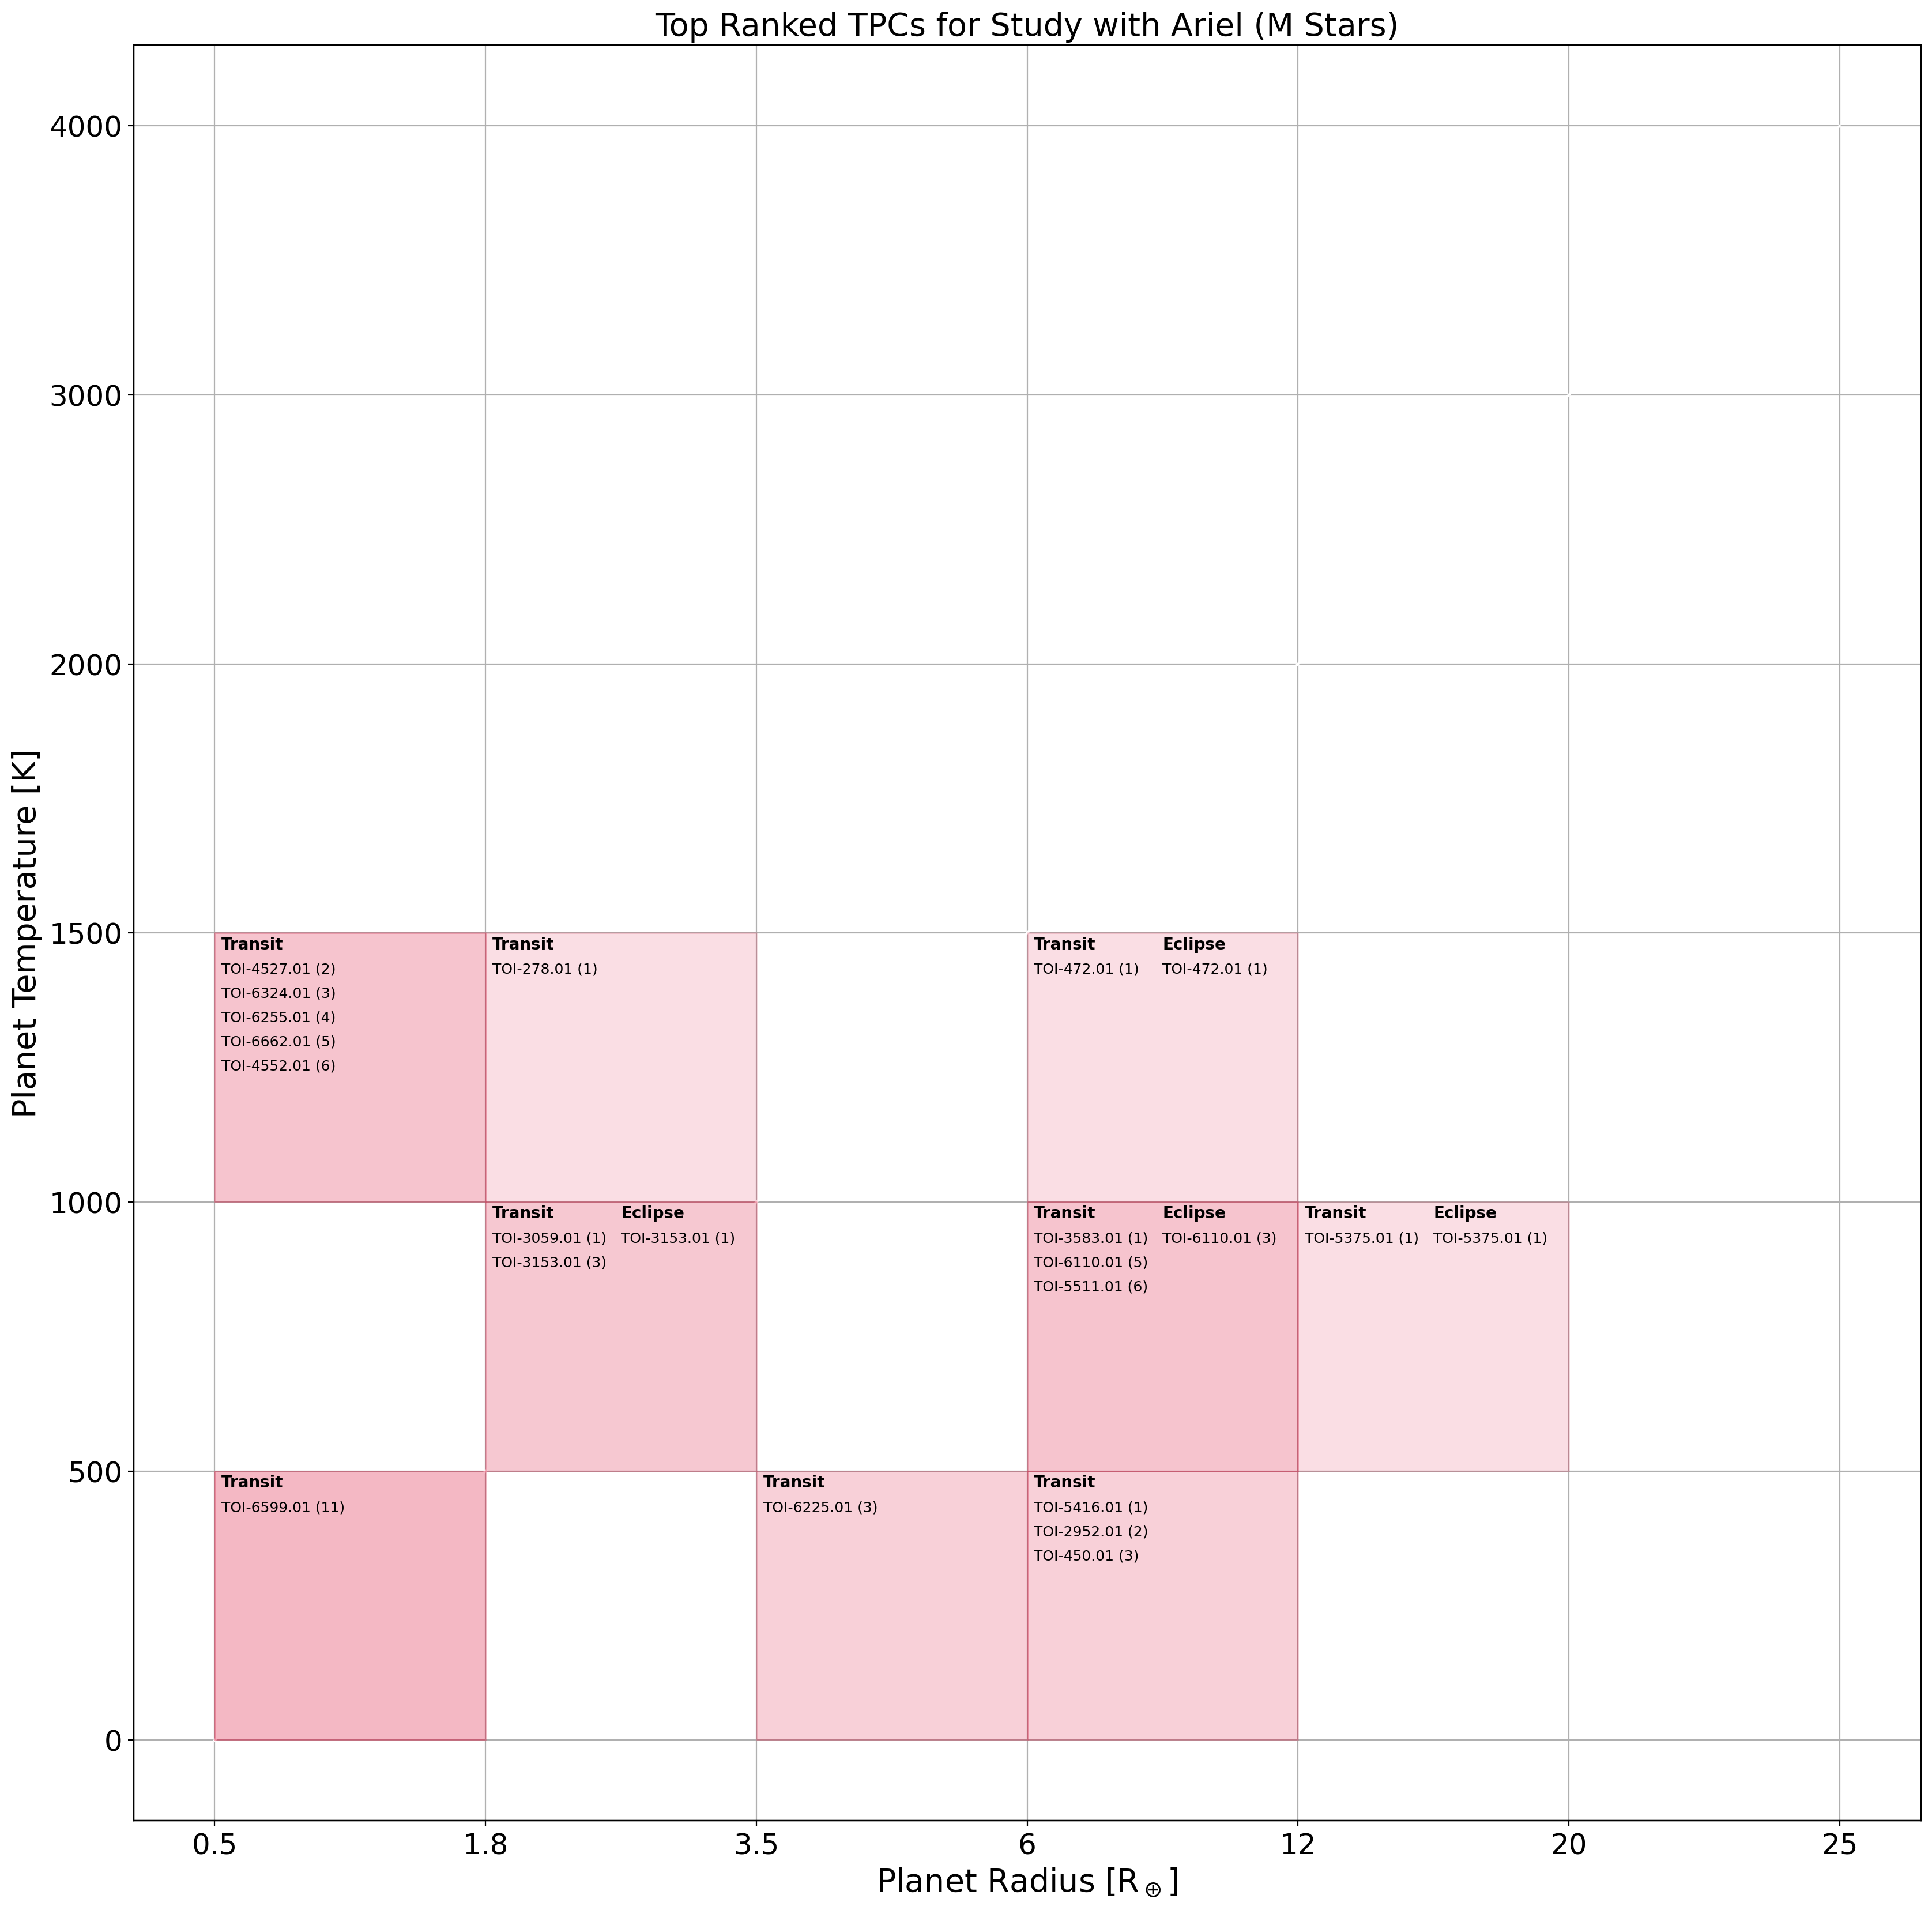 Top Ranked TPCs for Study with Ariel (M Stars)
Planet Temperature [K]
4000
3000
2000
1500
1000
500
0
Transit
TOI-4527.01 (2)
TOI-6324.01 (3)
TOI-6255.01 (4)
TOI-6662.01 (5)
TOI-4552.01 (6)
Transit
TOI-278.01 (1)
Transit Eclipse
TOI-472.01 (1) TOI-472.01 (1)
Transit Eclipse
TOI-3059.01 (1) TOI-3153.01 (1)
TOI-3153.01 (3)
Transit Eclipse
TOI-3583.01 (1) TOI-6110.01 (3)
TOI-6110.01 (5)
TOI-5511.01 (6)
Transit Eclipse
TOI-5375.01 (1) TOI-5375.01 (1)
Transit
TOI-6599.01 (11)
Transit
TOI-6225.01 (3)
Transit
TOI-5416.01 (1)
TOI-2952.01 (2)
TOI-450.01 (3)
0.5 1.8 3.5 6 12 20 25
Planet Radius [R⊕]